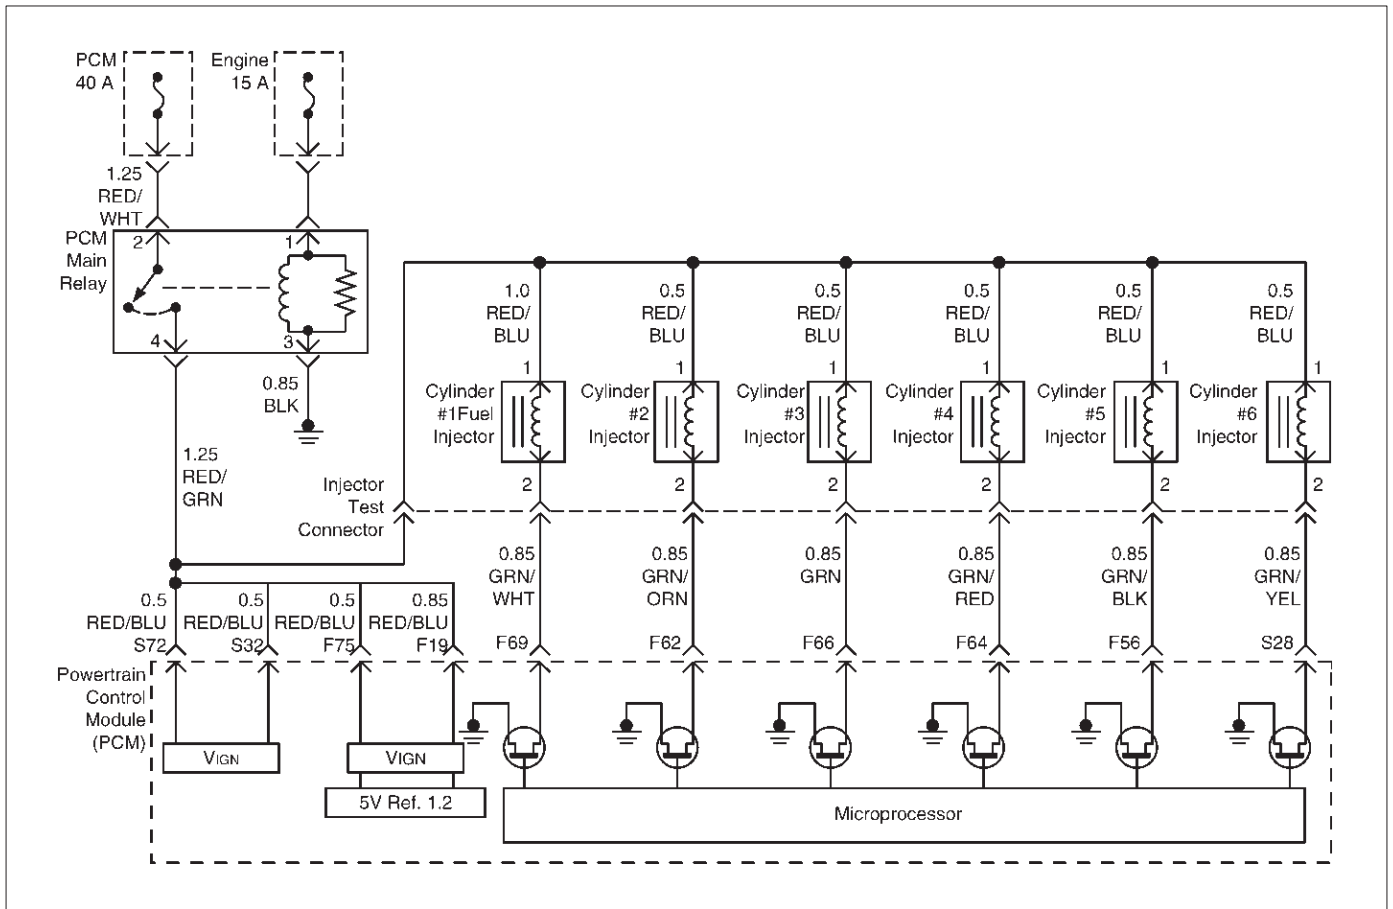 PCM
40 A
Engine
15 A
1.25
RED/
WHT
PCM
Main
Relay
2
1
4
3
0.85
BLK
1.25
RED/
GRN
Injector
Test
Connector
1.0
RED/
BLU
0.5
RED/
BLU
0.5
RED/
BLU
0.5
RED/
BLU
0.5
RED/
BLU
0.5
RED/
BLU
1
1
1
1
1
1
Cylinder
#1Fuel
Injector
Cylinder
#2
Injector
Cylinder
#3
Injector
Cylinder
#4
Injector
Cylinder
#5
Injector
Cylinder
#6
Injector
2
2
2
2
2
2
0.85
GRN/
WHT
0.85
GRN/
ORN
0.85
GRN
0.85
GRN/
RED
0.85
GRN/
BLK
0.85
GRN/
YEL
0.5
RED/BLU
S72
0.5
RED/BLU
S32
0.5
RED/BLU
F75
0.85
RED/BLU
F19
F69
F62
F66
F64
F56
S28
Powertrain
Control
Module
(PCM)
VIGN
VIGN
5V Ref. 1.2
Microprocessor